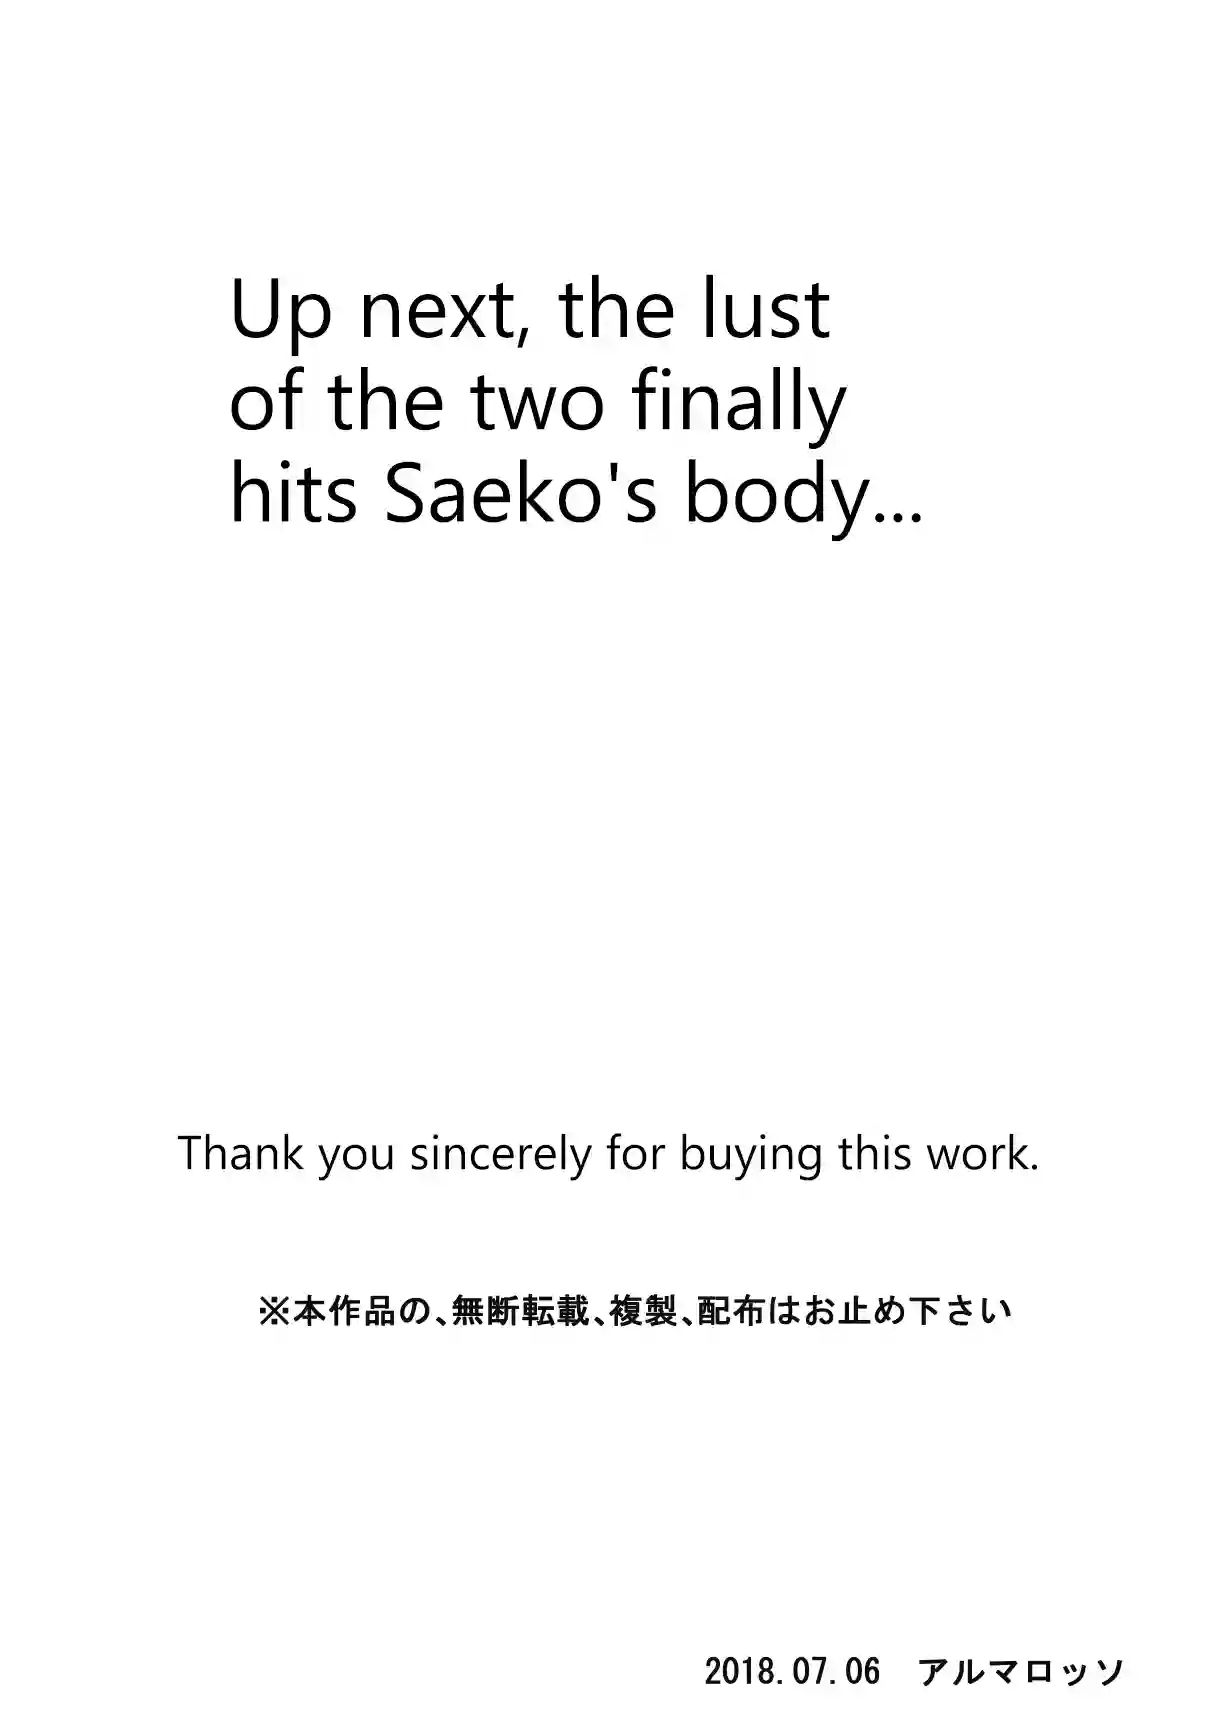 Up next, the lust
of the two finally
hits Saeko's body...
Thank you sincerely for buying this work.
※本作品の、無断転載、複製、配布はお止め下さい
2018.07.06 アルマロッソ